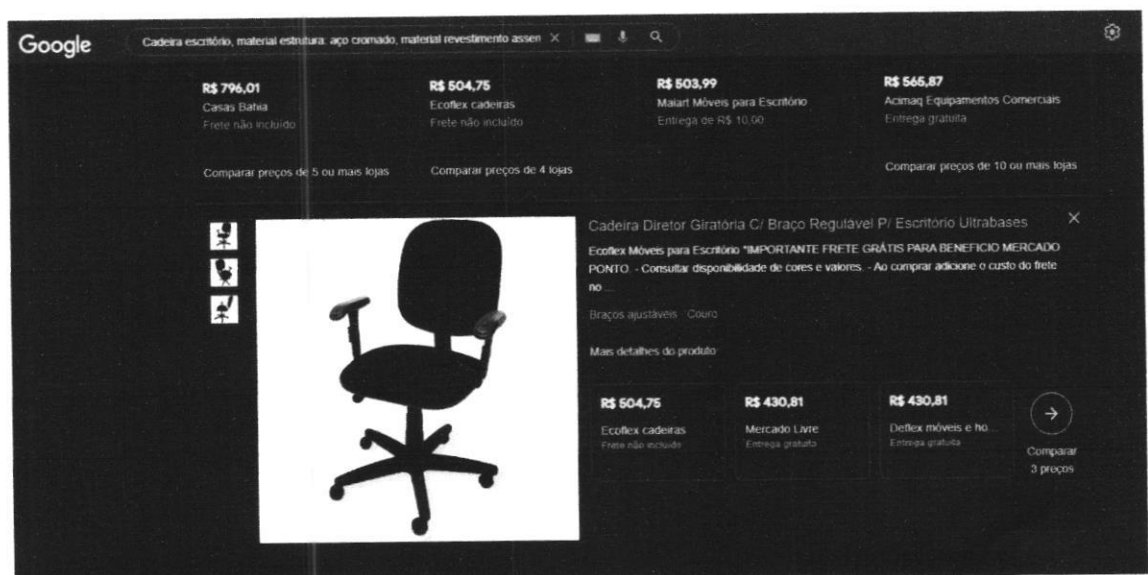 Google
Cadeira escritório, material estrutura: aço cromado, material revestimento assen
R$ 796,01
Casas Bahia
Frete não incluído
Comparar preços de 5 ou mais lojas
R$ 504,75
Ecoflex cadeiras
Frete não incluído
Comparar preços de 4 lojas
R$ 503,99
Maiart Móveis para Escritório
Entrega de R$ 10,00
R$ 565,87
Acimaq Equipamentos Comerciais
Entrega gratuita
Comparar preços de 10 ou mais lojas
Cadeira Diretor Giratória C/ Braço Regulável P/ Escritório Ultrabases
Ecoflex Móveis para Escritório *IMPORTANTE FRETE GRÁTIS PARA BENEFICIO MERCADO
PONTO. - Consultar disponibilidade de cores e valores. - Ao comprar adicione o custo do frete
no ...
Braços ajustáveis · Couro
Mais detalhes do produto
R$ 504,75
Ecoflex cadeiras
Frete não incluído
R$ 430,81
Mercado Livre
Entrega gratuita
R$ 430,81
Deflex móveis e ho...
Entrega gratuita
Comparar
3 preços